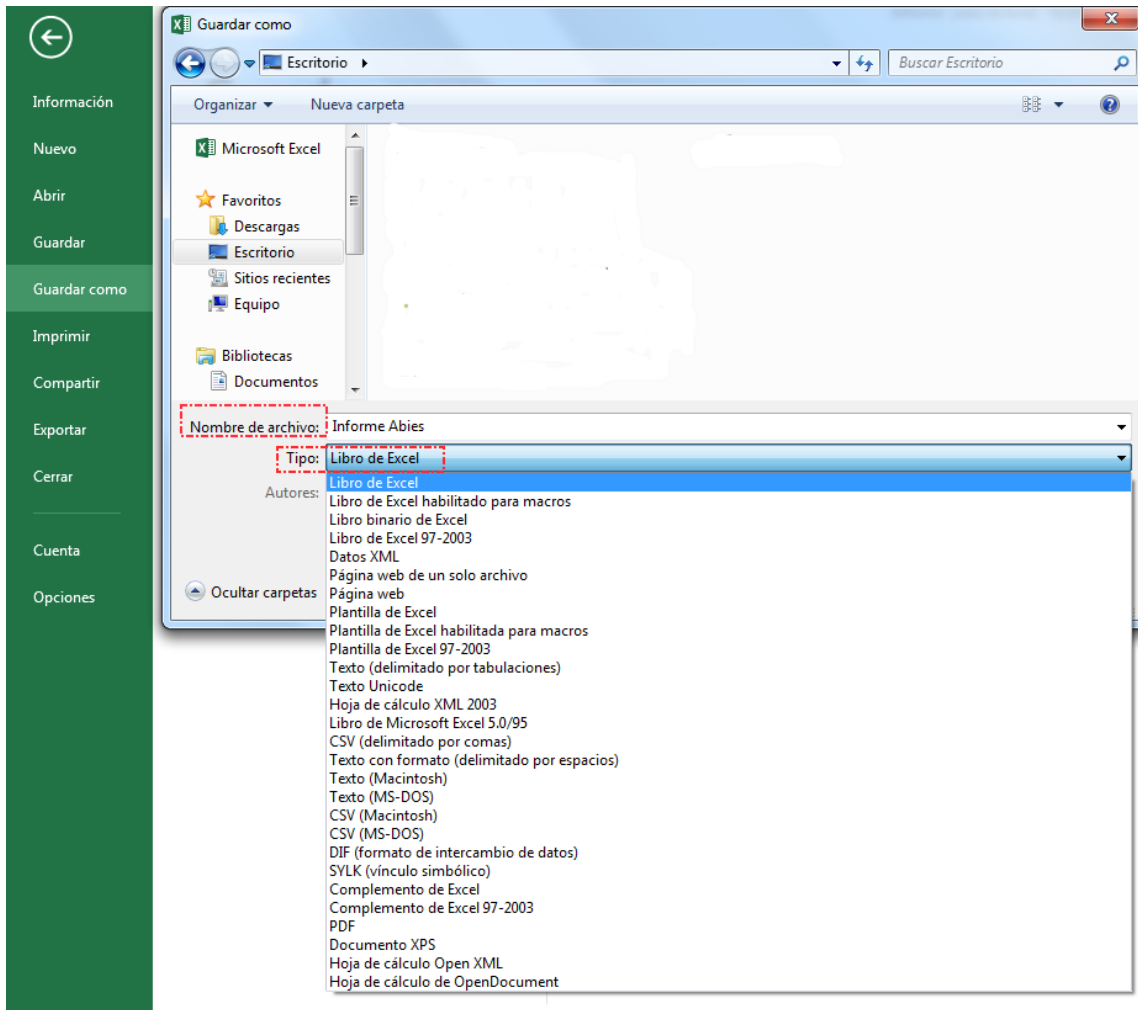 Guardar como
Escritorio
Buscar Escritorio
Organizar
Nueva carpeta
Información
Nuevo
Abrir
Guardar
Guardar como
Imprimir
Compartir
Exportar
Cerrar
Cuenta
Opciones
Microsoft Excel
Favoritos
Descargas
Escritorio
Sitios recientes
Equipo
Bibliotecas
Documentos
Nombre de archivo: Informe Abies
Tipo: Libro de Excel
Autores:
Ocultar carpetas
Libro de Excel
Libro de Excel habilitado para macros
Libro binario de Excel
Libro de Excel 97-2003
Datos XML
Página web de un solo archivo
Página web
Plantilla de Excel
Plantilla de Excel habilitada para macros
Plantilla de Excel 97-2003
Texto (delimitado por tabulaciones)
Texto Unicode
Hoja de cálculo XML 2003
Libro de Microsoft Excel 5.0/95
CSV (delimitado por comas)
Texto con formato (delimitado por espacios)
Texto (Macintosh)
Texto (MS-DOS)
CSV (Macintosh)
CSV (MS-DOS)
DIF (formato de intercambio de datos)
SYLK (vínculo simbólico)
Complemento de Excel
Complemento de Excel 97-2003
PDF
Documento XPS
Hoja de cálculo Open XML
Hoja de cálculo de OpenDocument